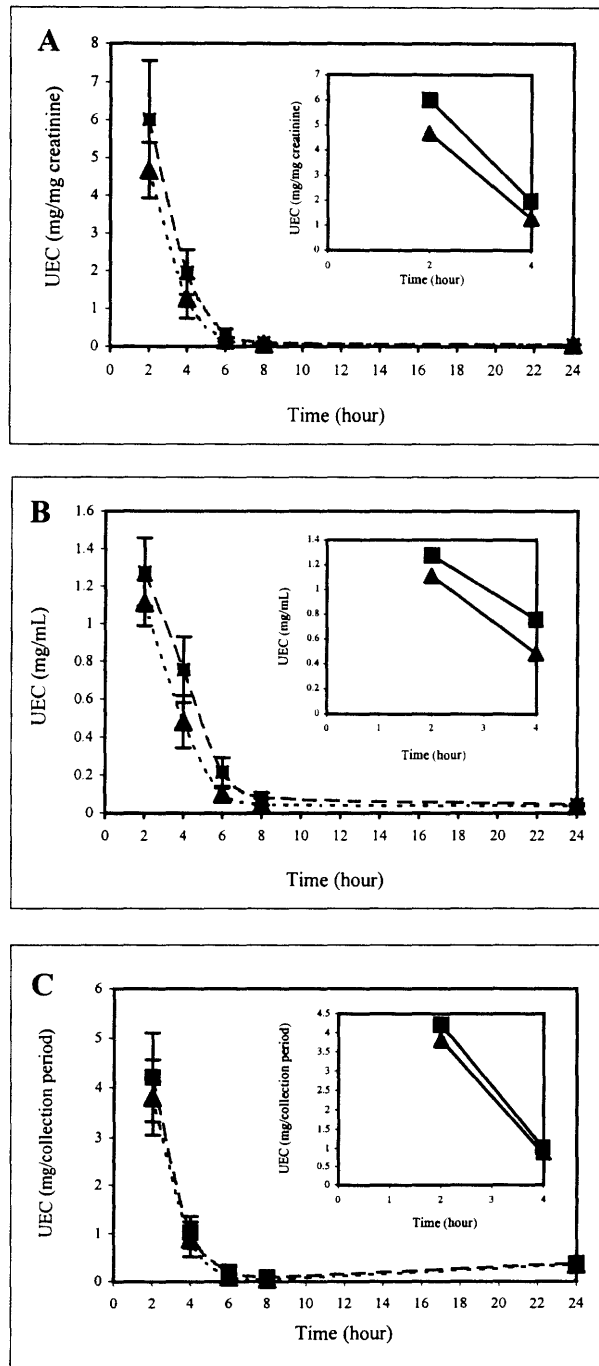 A
UEC (mg/mg creatinine)
8
7
6
5
4
3
2
1
0
0 2 4 6 8 10 12 14 16 18 20 22 24
Time (hour)
UEC (mg/mg creatinine)
7
6
5
4
3
2
1
0
0 2 4
Time (hour)
B
UEC (mg/mL)
1.6
1.4
1.2
1
0.8
0.6
0.4
0.2
0
0 2 4 6 8 10 12 14 16 18 20 22 24
Time (hour)
UEC (mg/mL)
1.4
1.2
1
0.8
0.6
0.4
0.2
0
0 1 2 3 4
Time (hour)
C
UEC (mg/collection period)
6
5
4
3
2
1
0
0 2 4 6 8 10 12 14 16 18 20 22 24
Time (hour)
UEC (mg/collection period)
4.5
4
3.5
3
2.5
2
1.5
1
0.5
0
0 1 2 3 4
Time (hour)